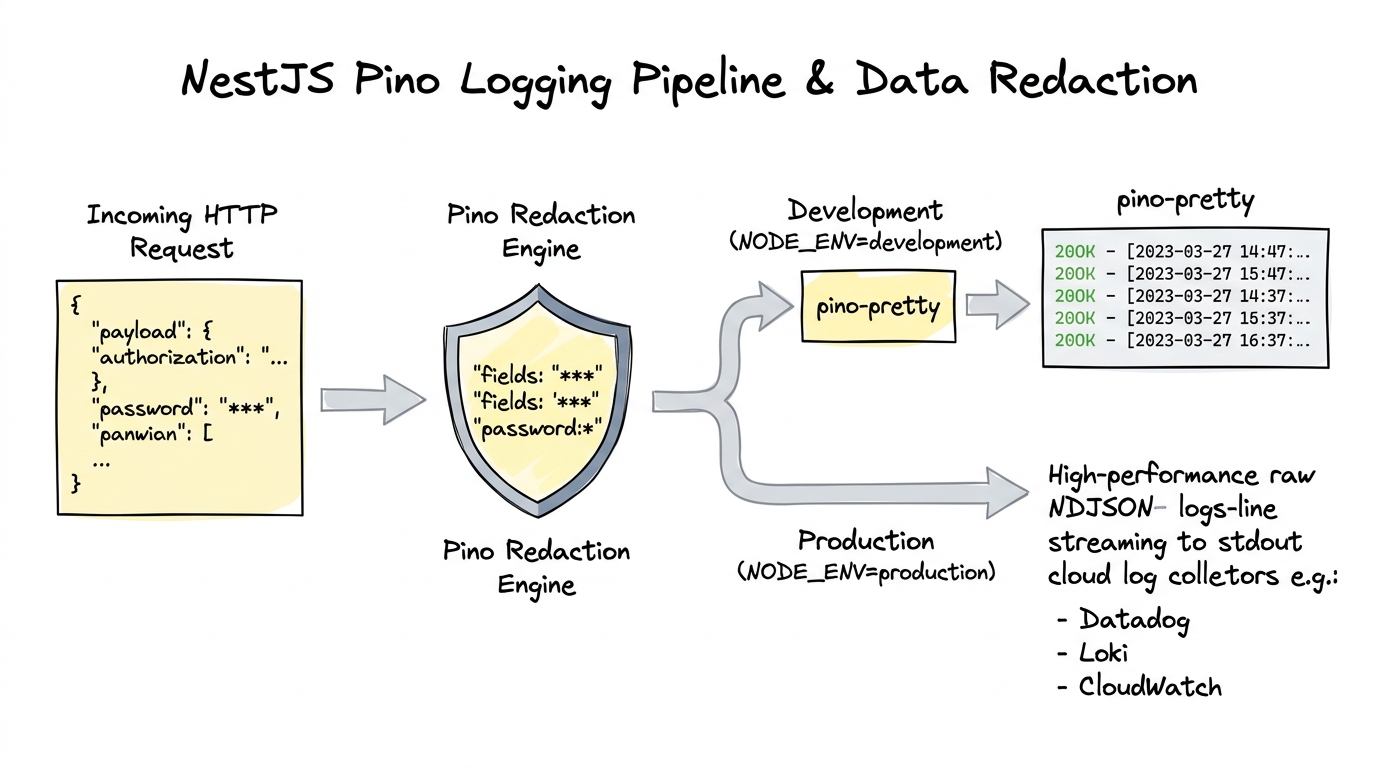 NestJS Pino Logging Pipeline & Data Redaction
Incoming HTTP
Request
{
"payload": {
"authorization": "...
},
"password": "***",
"panwian": [
...
}
Pino Redaction
Engine
"fields: "***"
"fields: '***"
"password:*"
Pino Redaction
Engine
Development
(NODE_ENV=development)
pino-pretty
pino-pretty
200K - [2023-03-27 14:47:..
200K - [2023-03-27 15:47:..
200K - [2023-03-27 14:37:..
200K - [2023-03-27 15:37:..
200K - [2023-03-27 16:37:..
Production
(NODE_ENV=production)
High-performance raw
NDJSON- logs-line
streaming to stdout
cloud log colletors e.g.:
- Datadog
- Loki
- CloudWatch